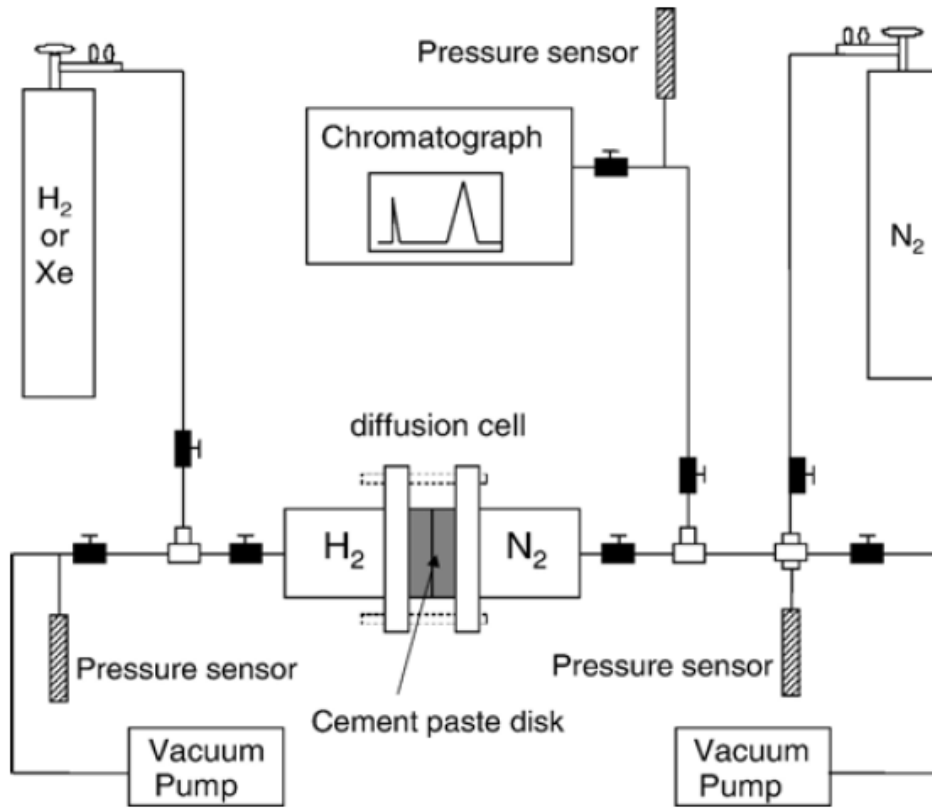 Pressure sensor
Chromatograph
H₂
or
Xe
N₂
diffusion cell
H₂
N₂
Pressure sensor
Pressure sensor
Cement paste disk
Vacuum
Pump
Vacuum
Pump